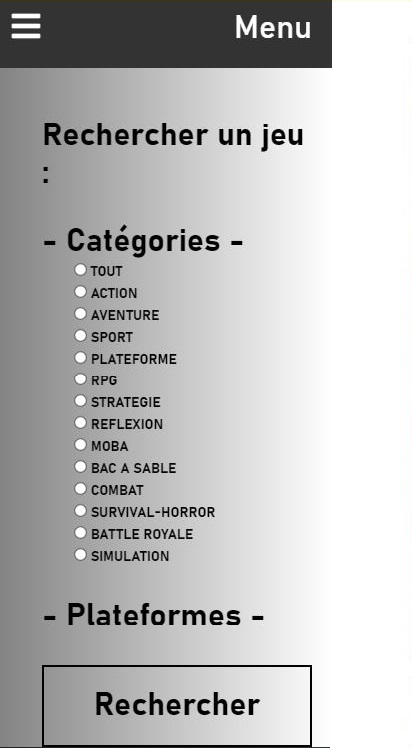 Menu
Rechercher un jeu
:
- Catégories -
TOUT
ACTION
AVENTURE
SPORT
PLATEFORME
RPG
STRATEGIE
REFLEXION
MOBA
BAC A SABLE
COMBAT
SURVIVAL-HORROR
BATTLE ROYALE
SIMULATION
- Plateformes -
Rechercher